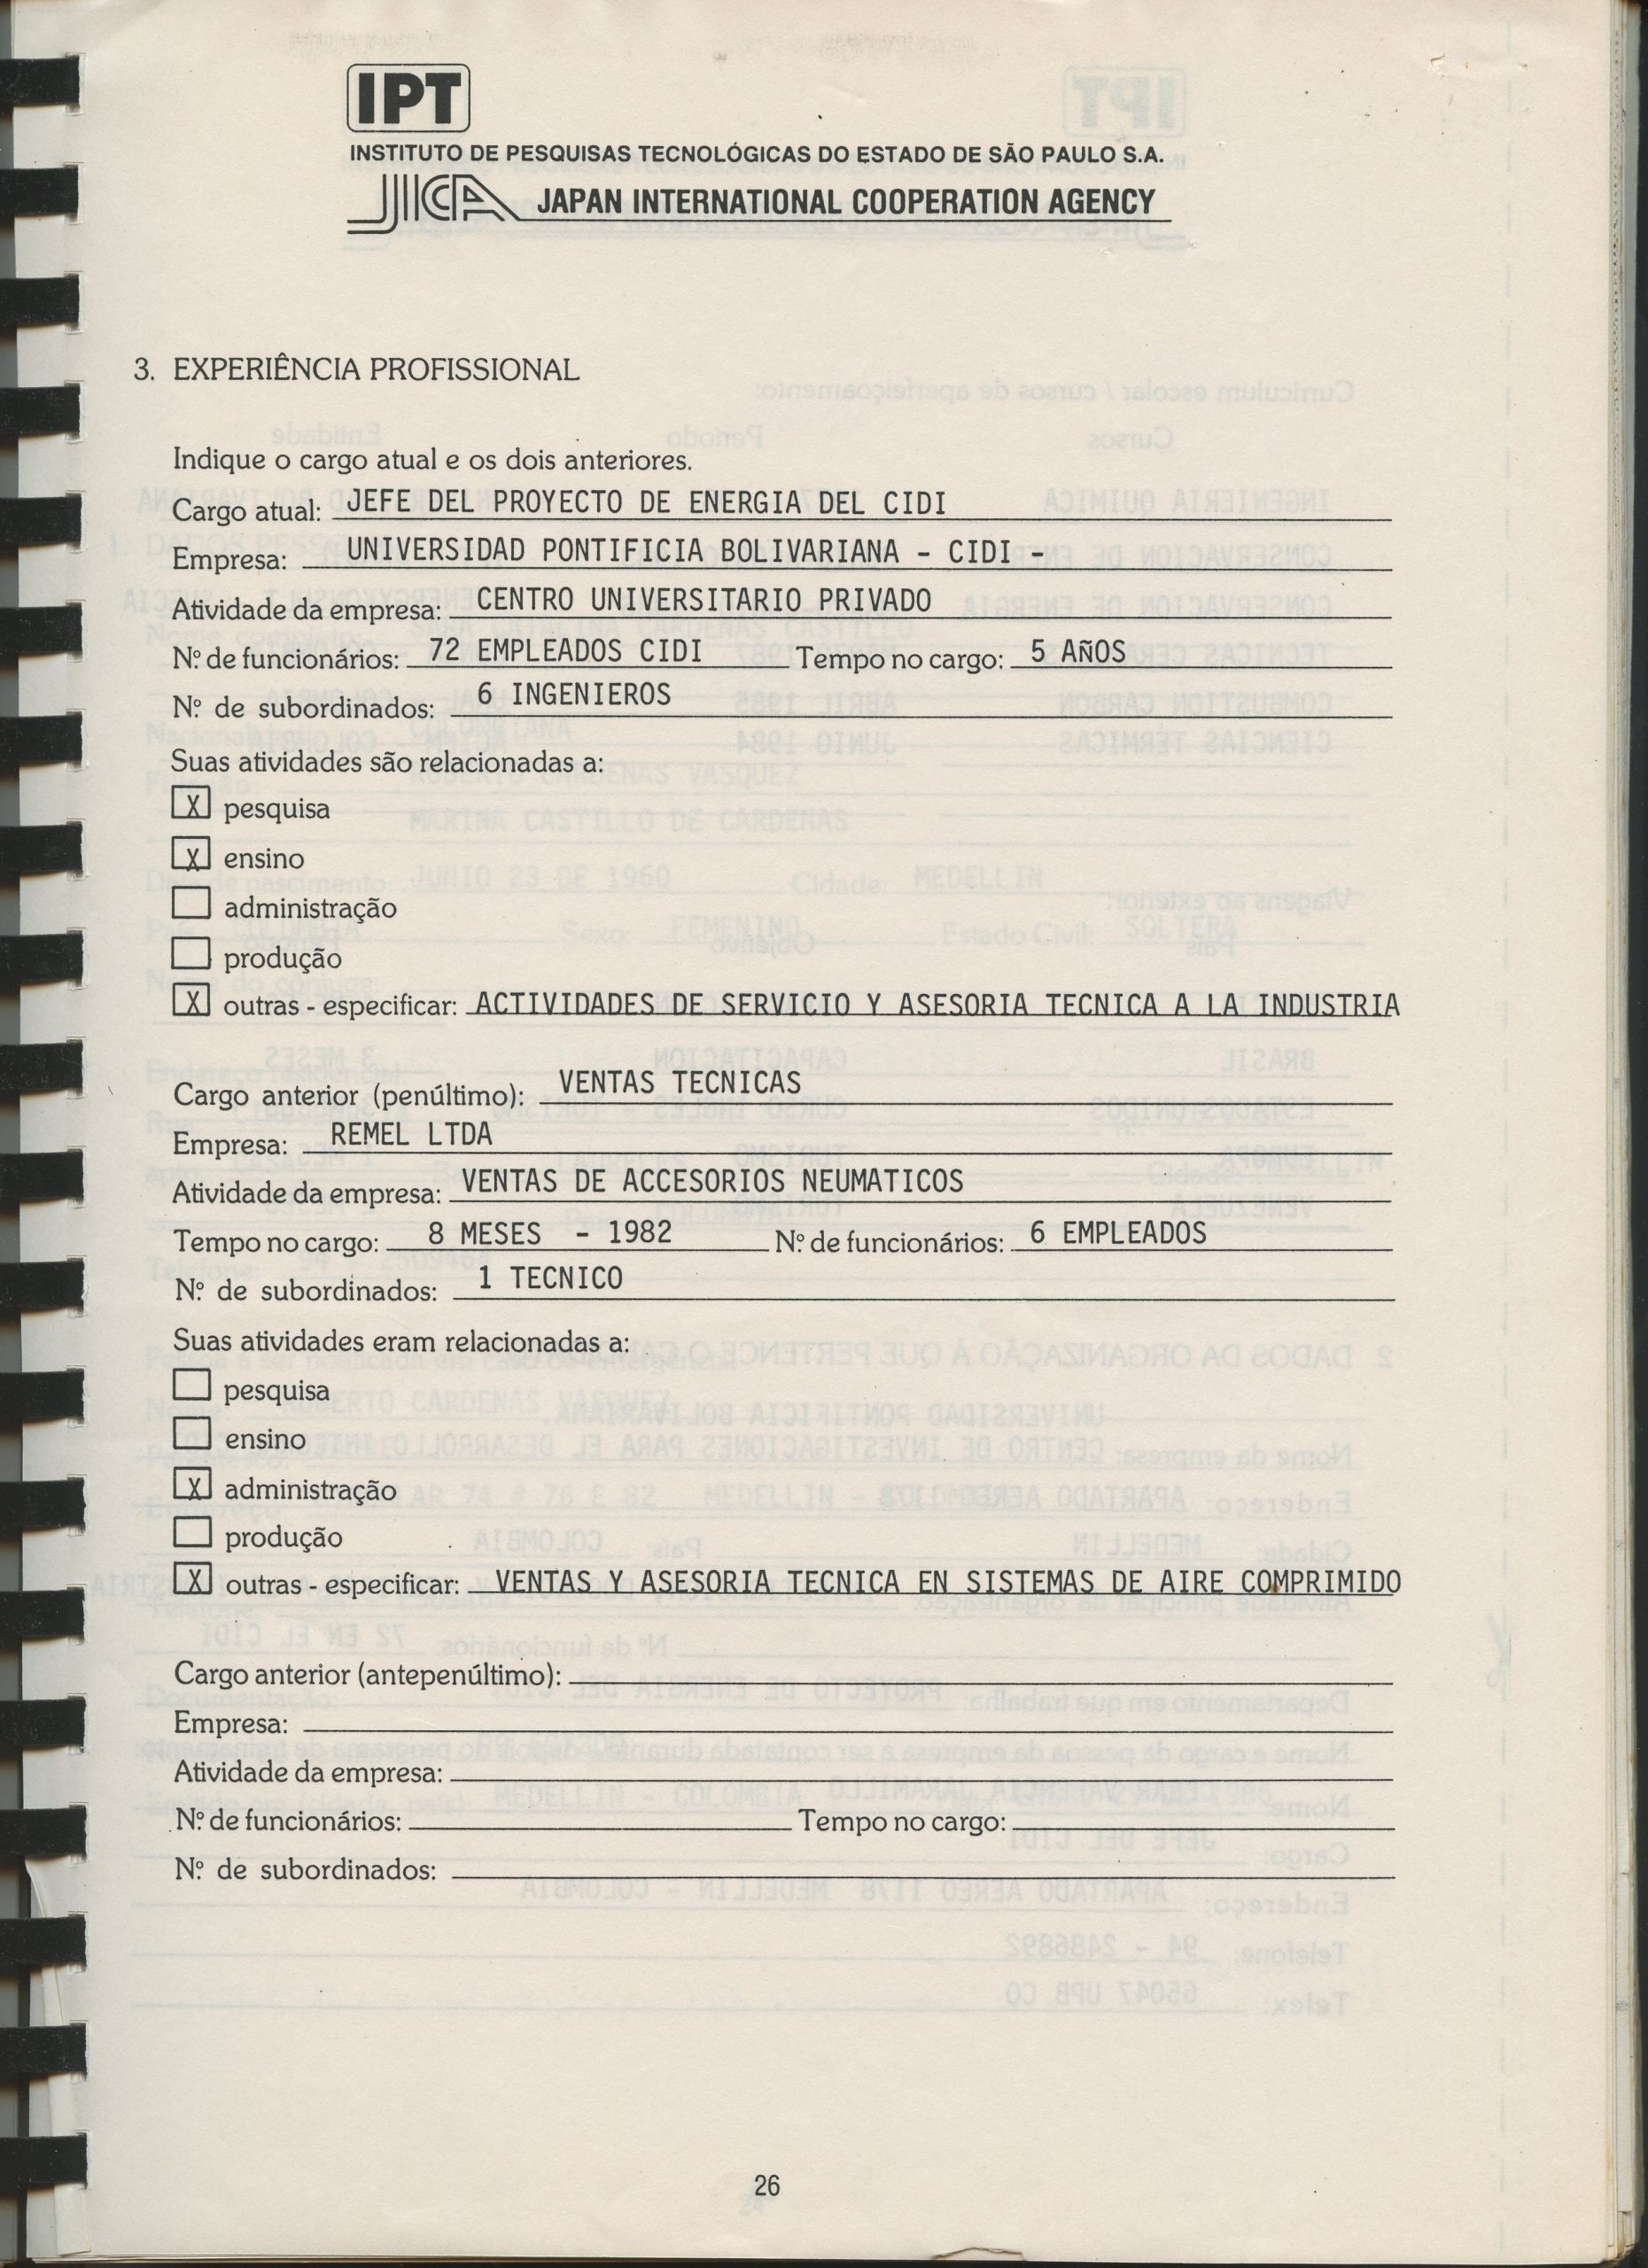 IPT
INSTITUTO DE PESQUISAS TECNOLÓGICAS DO ESTADO DE SÃO PAULO S.A.
JICA JAPAN INTERNATIONAL COOPERATION AGENCY
3. EXPERIÊNCIA PROFISSIONAL
Indique o cargo atual e os dois anteriores.
Cargo atual: JEFE DEL PROYECTO DE ENERGIA DEL CIDI
Empresa: UNIVERSIDAD PONTIFICIA BOLIVARIANA - CIDI -
Atividade da empresa: CENTRO UNIVERSITARIO PRIVADO
Nº de funcionários: 72 EMPLEADOS CIDI Tempo no cargo: 5 AÑOS
Nº de subordinados: 6 INGENIEROS
Suas atividades são relacionadas a:
X pesquisa
X ensino
administração
produção
X outras - especificar: ACTIVIDADES DE SERVICIO Y ASESORIA TECNICA A LA INDUSTRIA
Cargo anterior (penúltimo): VENTAS TECNICAS
Empresa: REMEL LTDA
Atividade da empresa: VENTAS DE ACCESORIOS NEUMATICOS
Tempo no cargo: 8 MESES - 1982 Nº de funcionários: 6 EMPLEADOS
Nº de subordinados: 1 TECNICO
Suas atividades eram relacionadas a:
pesquisa
ensino
X administração
produção
X outras - especificar: VENTAS Y ASESORIA TECNICA EN SISTEMAS DE AIRE COMPRIMIDO
Cargo anterior (antepenúltimo):
Empresa:
Atividade da empresa:
Nº de funcionários: Tempo no cargo:
Nº de subordinados:
26